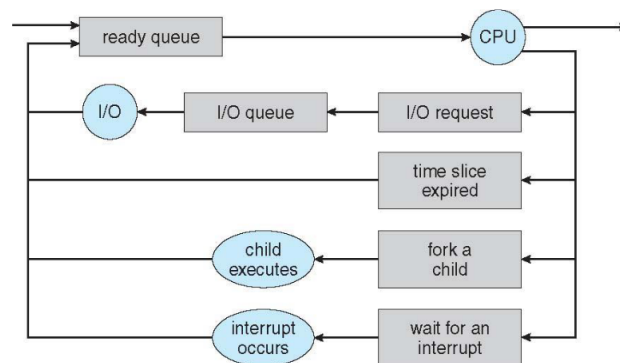 ready queue
CPU
I/O
I/O queue
I/O request
time slice
expired
child
executes
fork a
child
interrupt
occurs
wait for an
interrupt